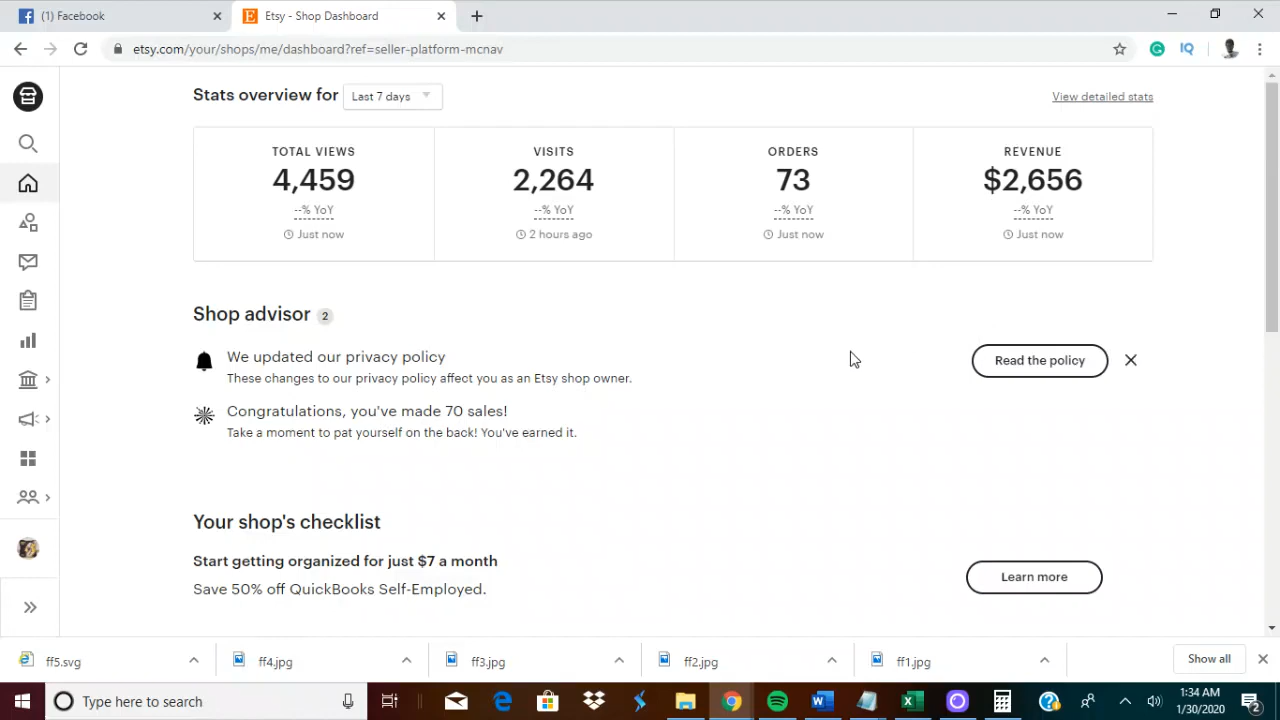 (1) Facebook
Etsy - Shop Dashboard
etsy.com/your/shops/me/dashboard?ref=seller-platform-mcnav
IQ
Stats overview for Last 7 days
View detailed stats
TOTAL VIEWS
4,459
--% YoY
Just now
VISITS
2,264
--% YoY
2 hours ago
ORDERS
73
--% YoY
Just now
REVENUE
$2,656
--% YoY
Just now
Shop advisor 2
We updated our privacy policy
These changes to our privacy policy affect you as an Etsy shop owner.
Read the policy
Congratulations, you've made 70 sales!
Take a moment to pat yourself on the back! You've earned it.
Your shop's checklist
Start getting organized for just $7 a month
Save 50% off QuickBooks Self-Employed.
Learn more
ff5.svg
ff4.jpg
ff3.jpg
ff2.jpg
ff1.jpg
Show all
Type here to search
1:34 AM
1/30/2020
2